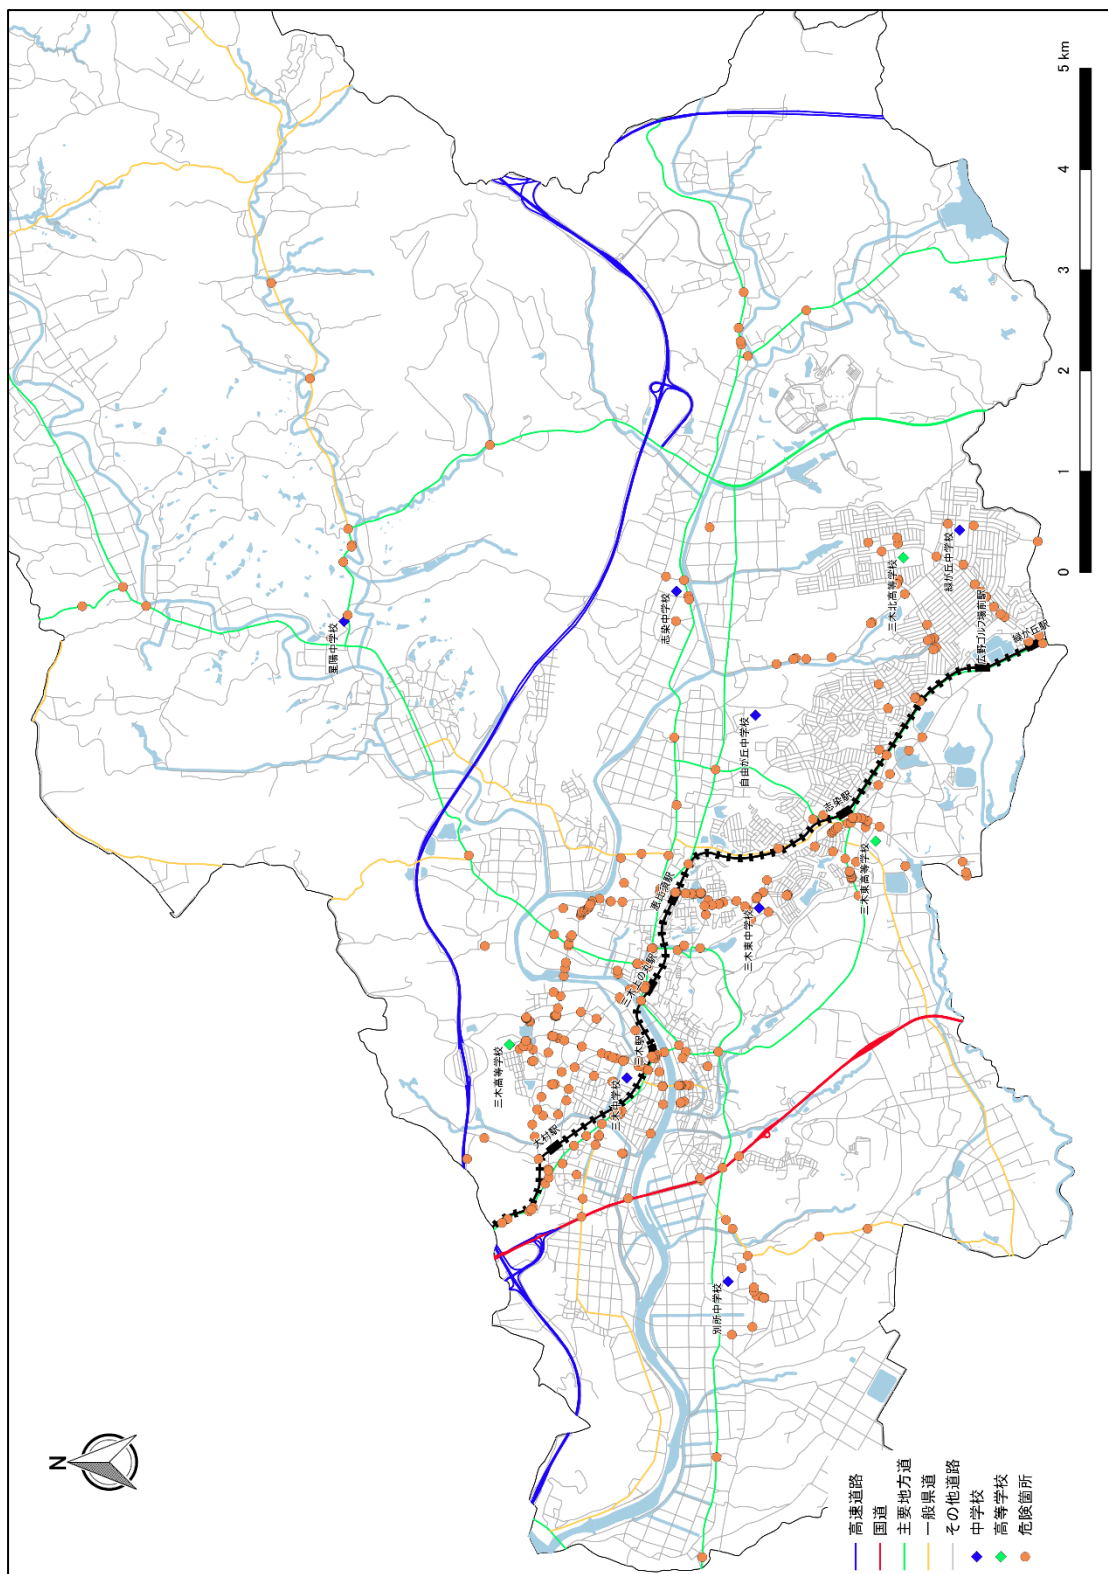 N
星陽中学校
志染中学校
三木北高等学校
緑が丘中学校
広野ゴルフ場前駅
緑が丘駅
自由が丘中学校
志染駅
三木東高等学校
恵比須駅
三木東中学校
三木上の丸駅
三木高等学校
三木駅
三木中学校
大村駅
別所中学校
高速道路
国道
主要地方道
一般県道
その他道路
中学校
高等学校
危険箇所
0 1 2 3 4 5 km